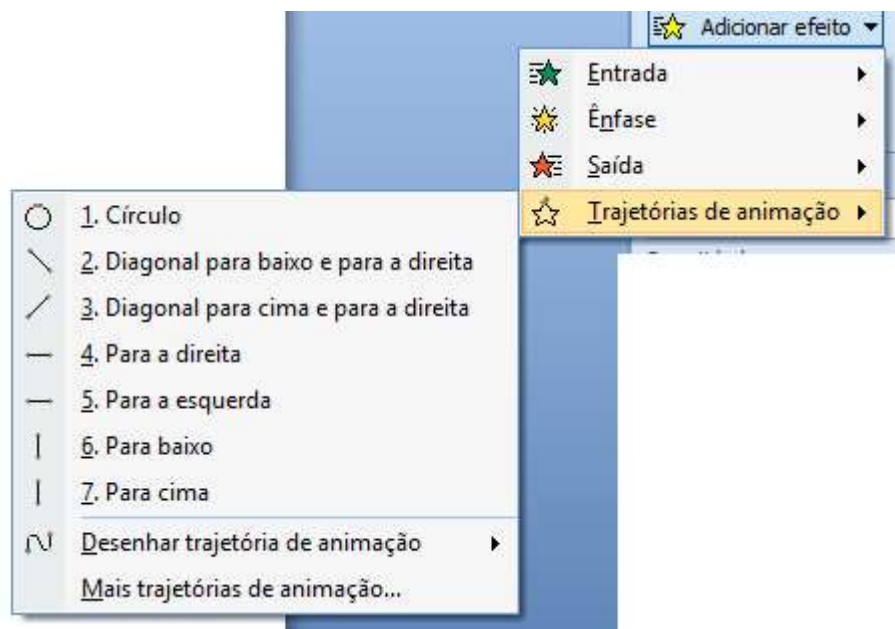 Adicionar efeito
Entrada
Ênfase
Saída
Trajetórias de animação
1. Círculo
2. Diagonal para baixo e para a direita
3. Diagonal para cima e para a direita
4. Para a direita
5. Para a esquerda
6. Para baixo
7. Para cima
Desenhar trajetória de animação
Mais trajetórias de animação...